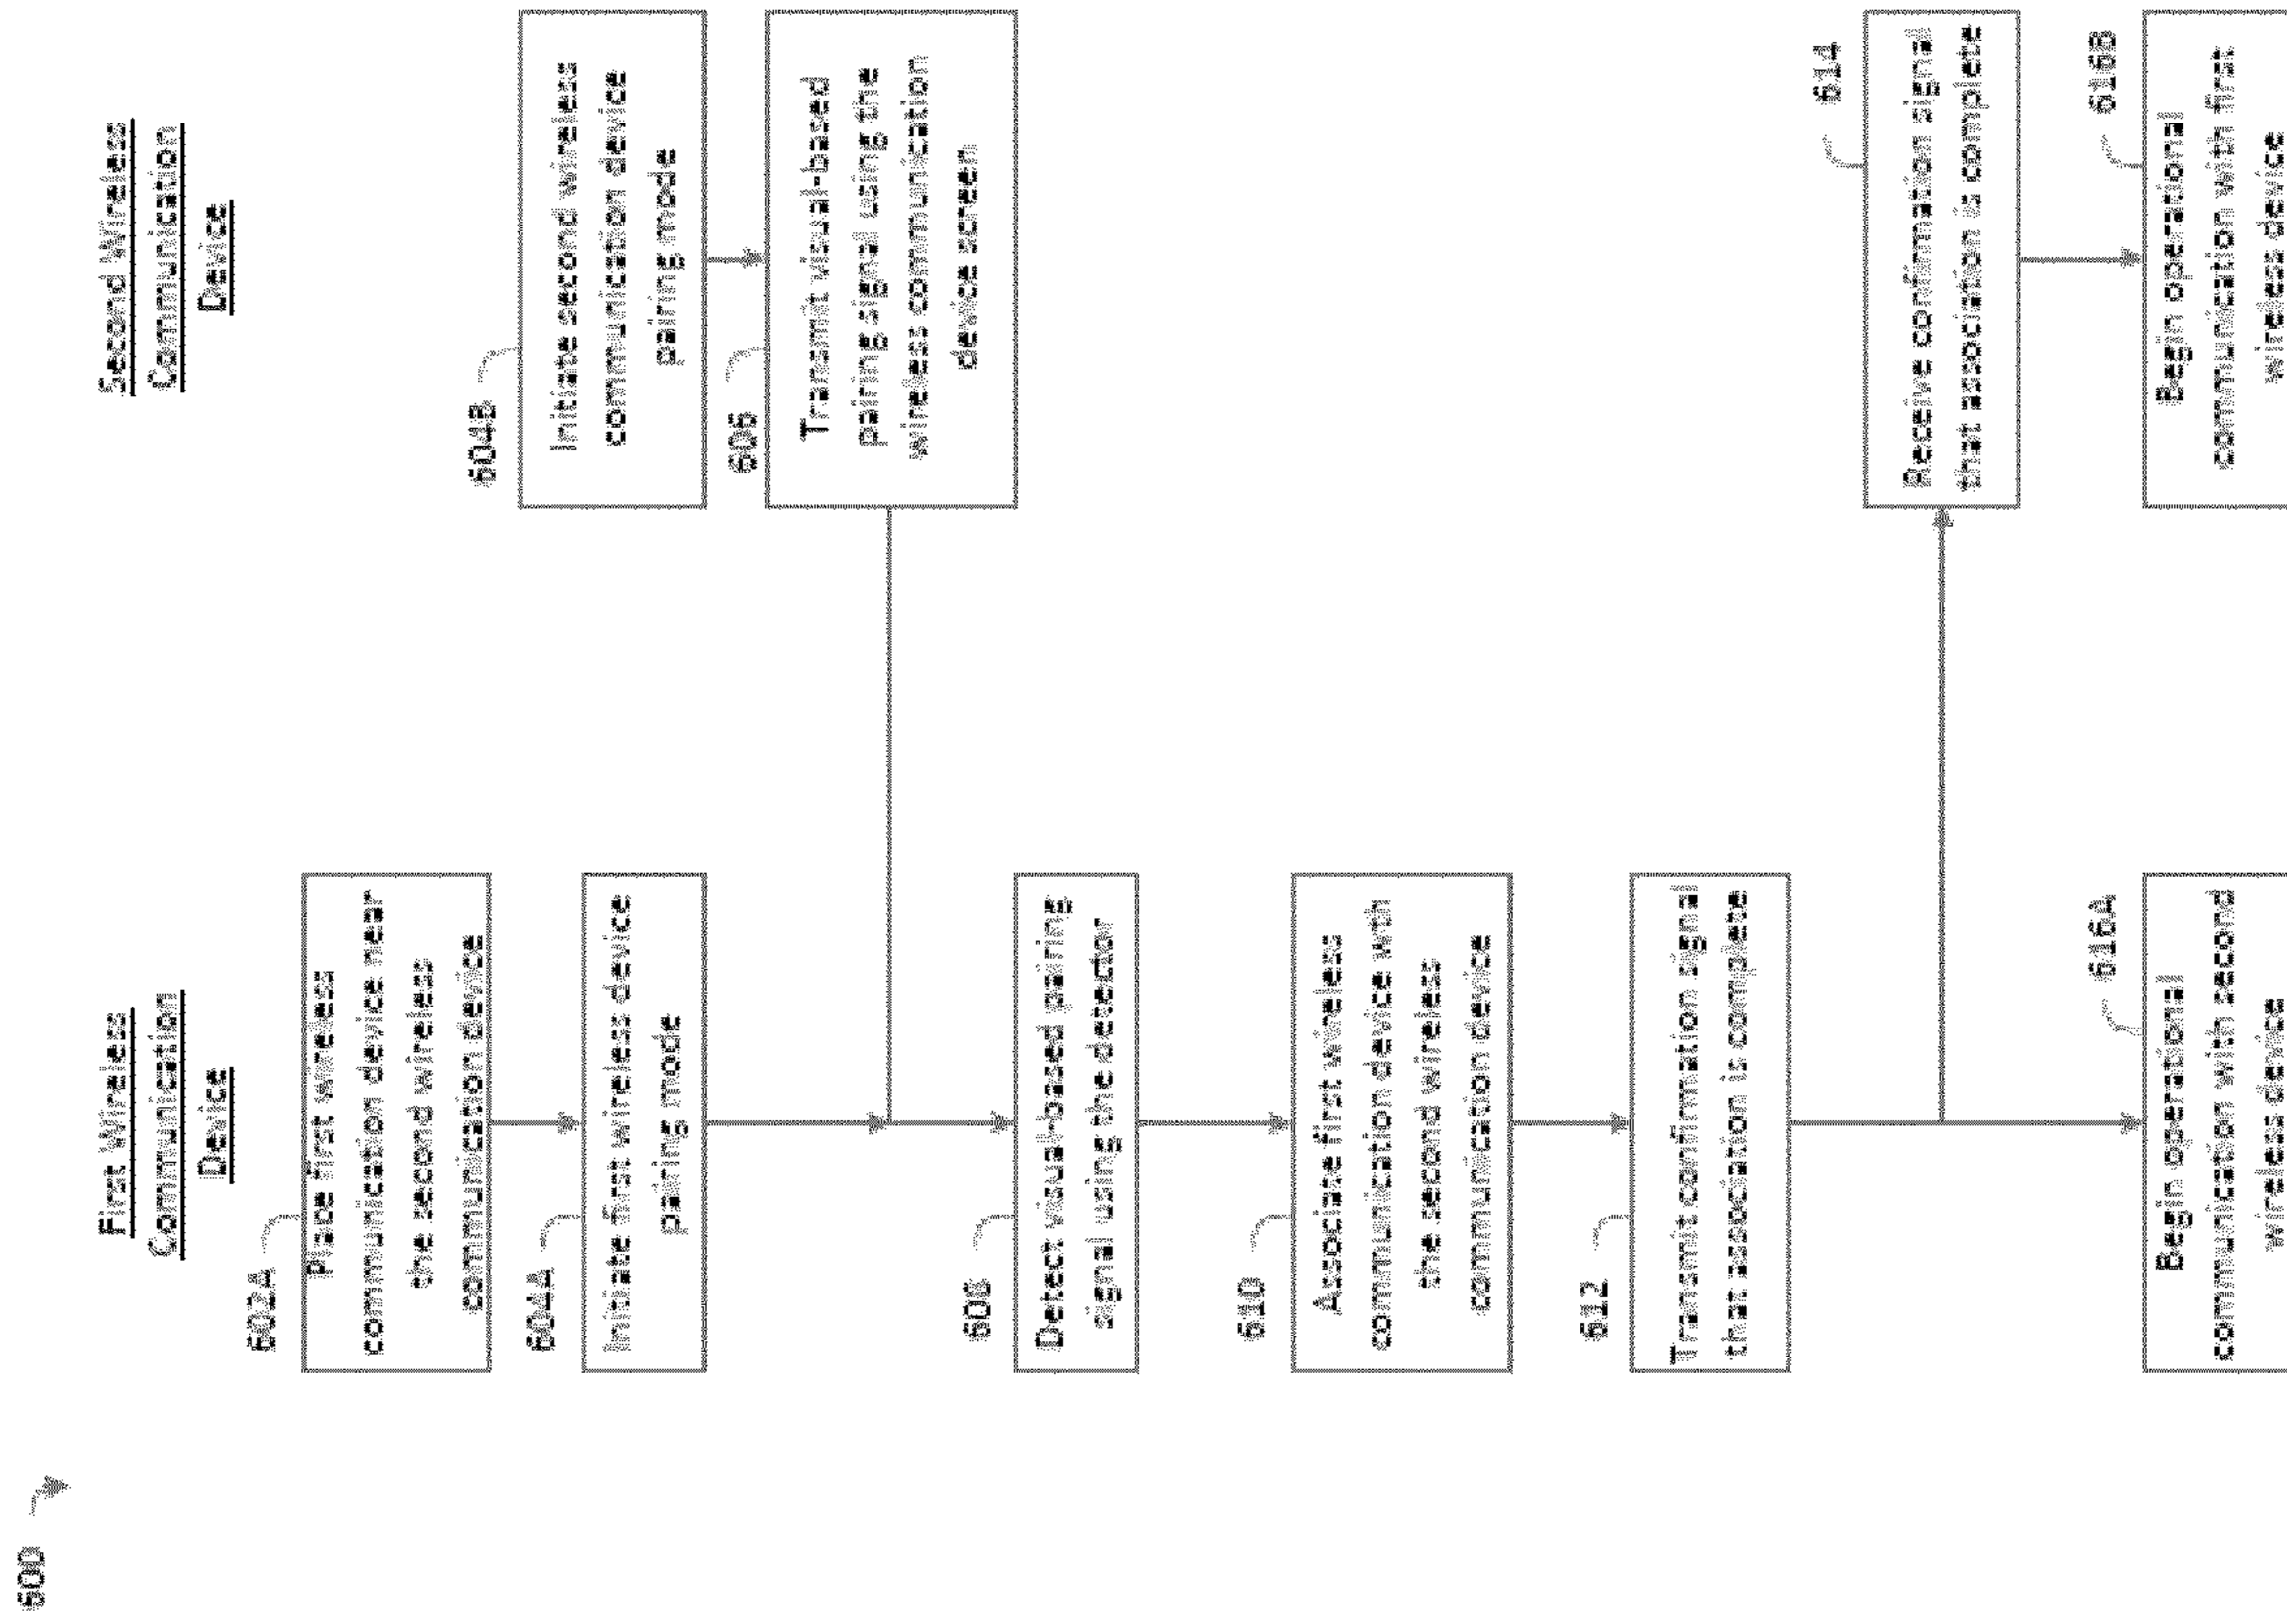 600
First Wireless
Communication
Device
Second Wireless
Communication
Device
602A
Place first wireless
communication device near
the second wireless
communication device
604A
Initiate first wireless device
pairing mode
604B
Initiate second wireless
communication device
pairing mode
606
Transmit visual-based
pairing signal using the
wireless communication
device screen
608
Detect visual-based pairing
signal using the detector
610
Associate first wireless
communication device with
the second wireless
communication device
612
Transmit confirmation signal
that association is complete
614
Receive confirmation signal
that association is complete
616A
Begin operational
communication with second
wireless device
616B
Begin operational
communication with first
wireless device